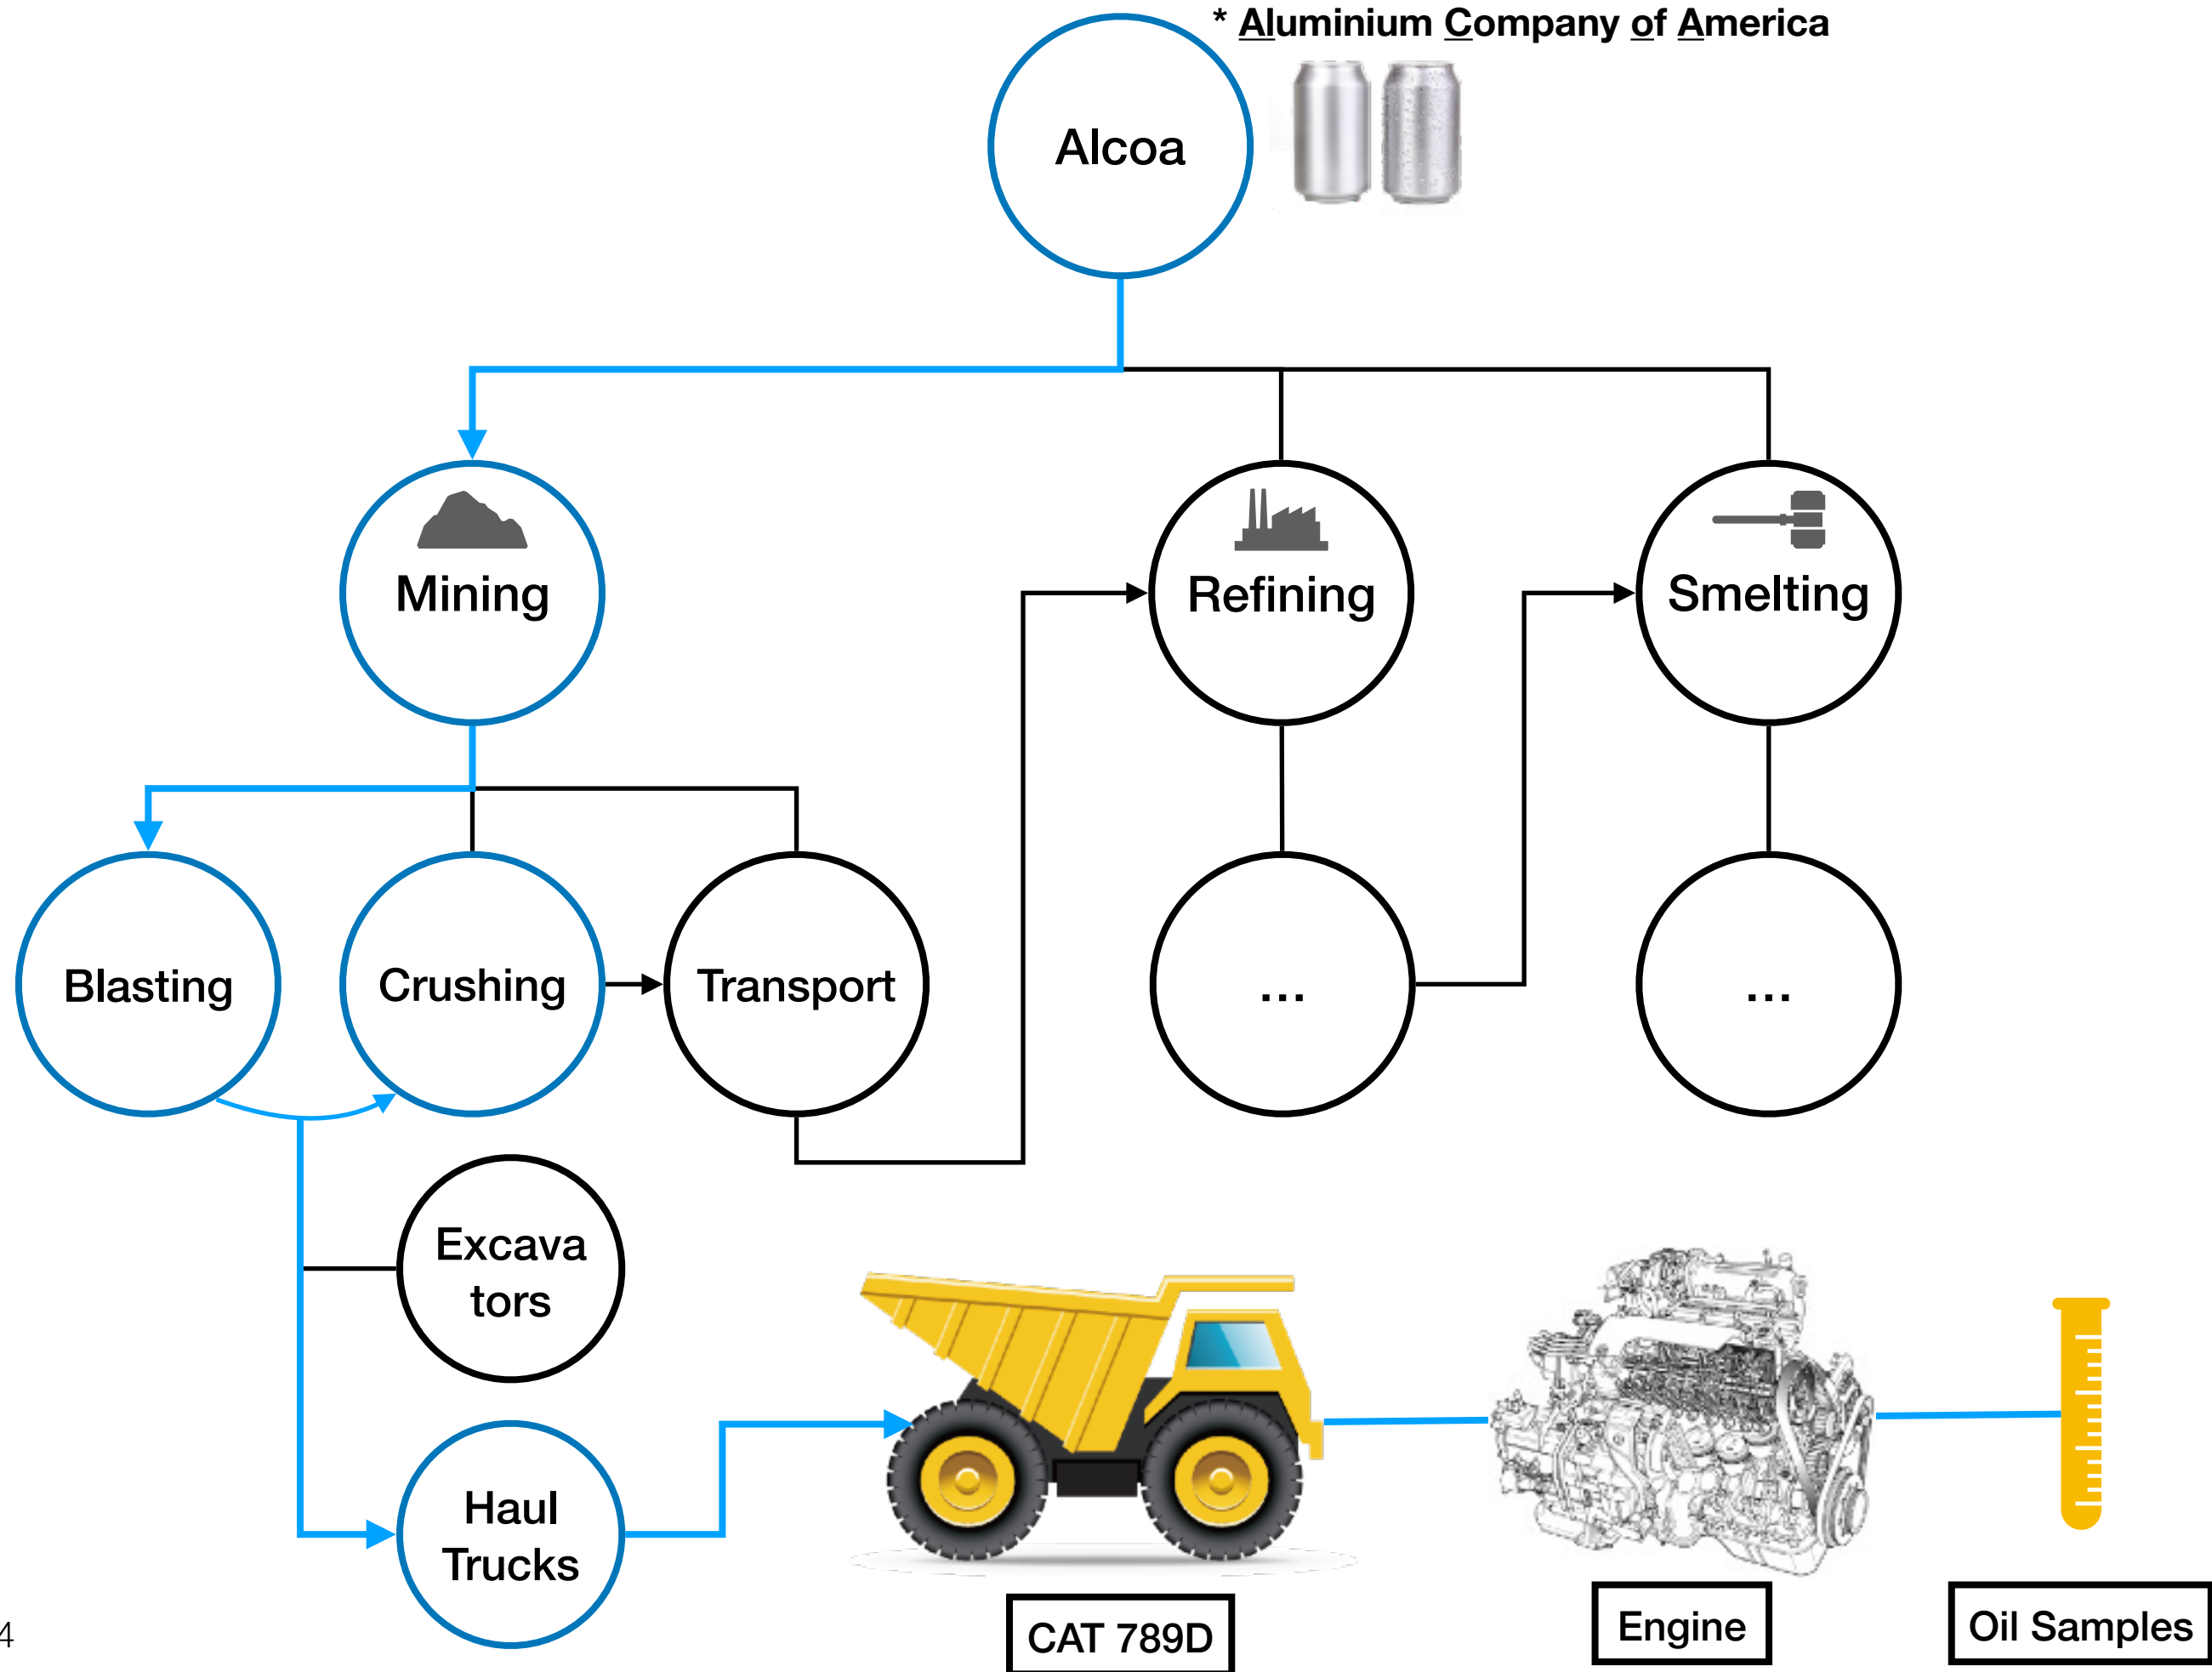 * Aluminium Company of America
Alcoa
Mining
Refining
Smelting
Blasting
Crushing
Transport
...
...
Excava
tors
Haul
Trucks
CAT 789D
Engine
Oil Samples
4